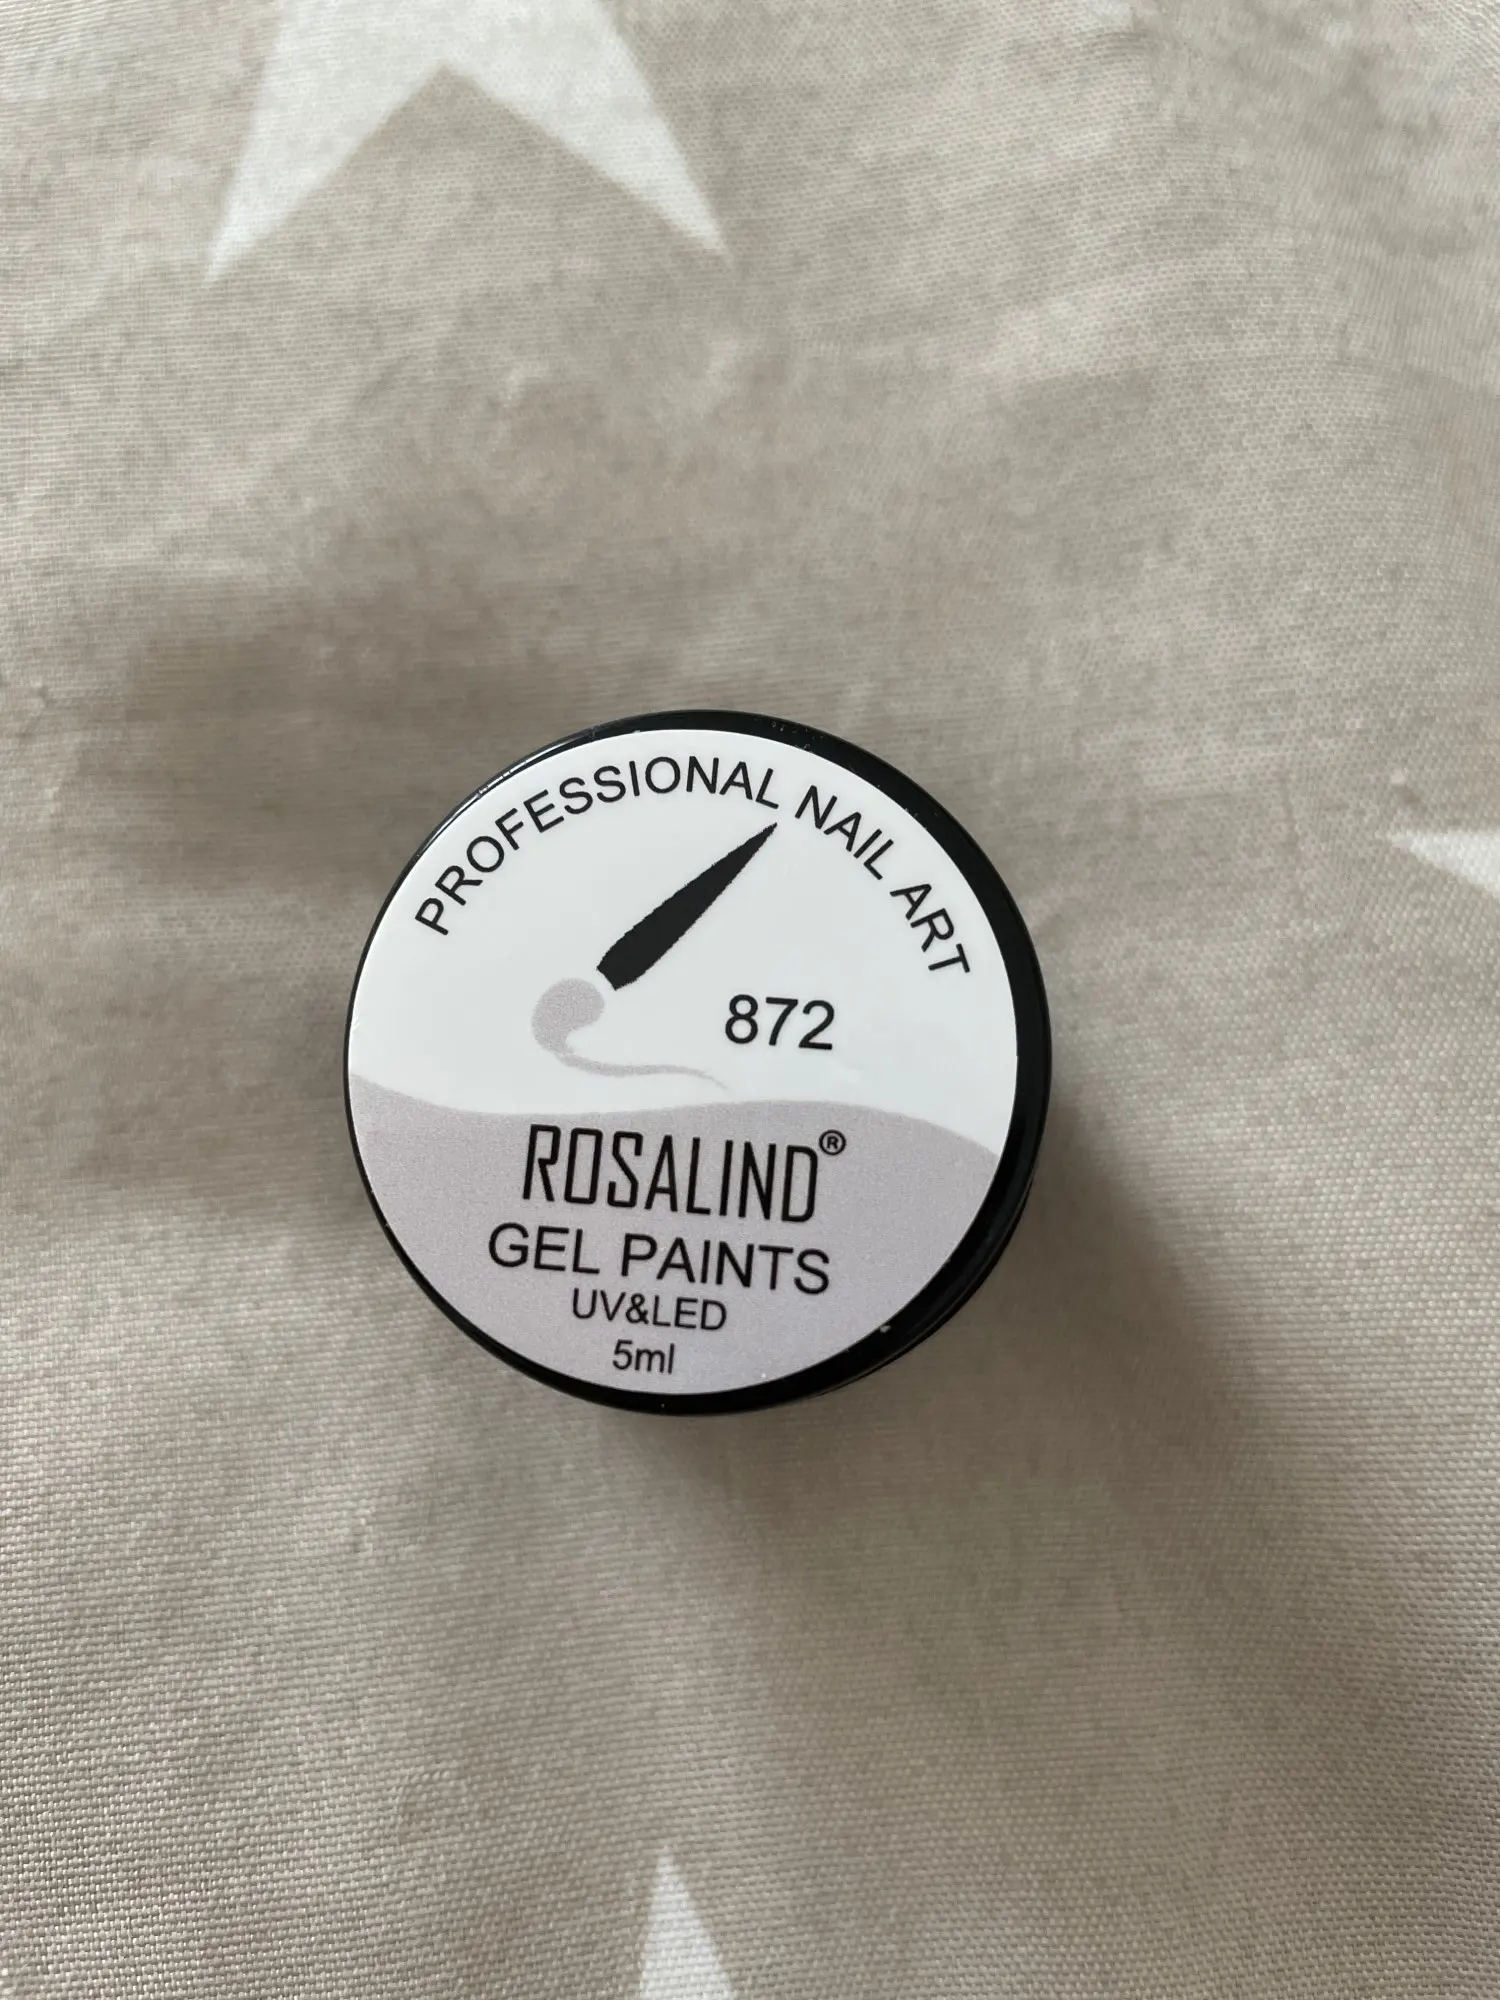 PROFESSIONAL NAIL ART
872
ROSALIND®
GEL PAINTS
UV&LED
5ml